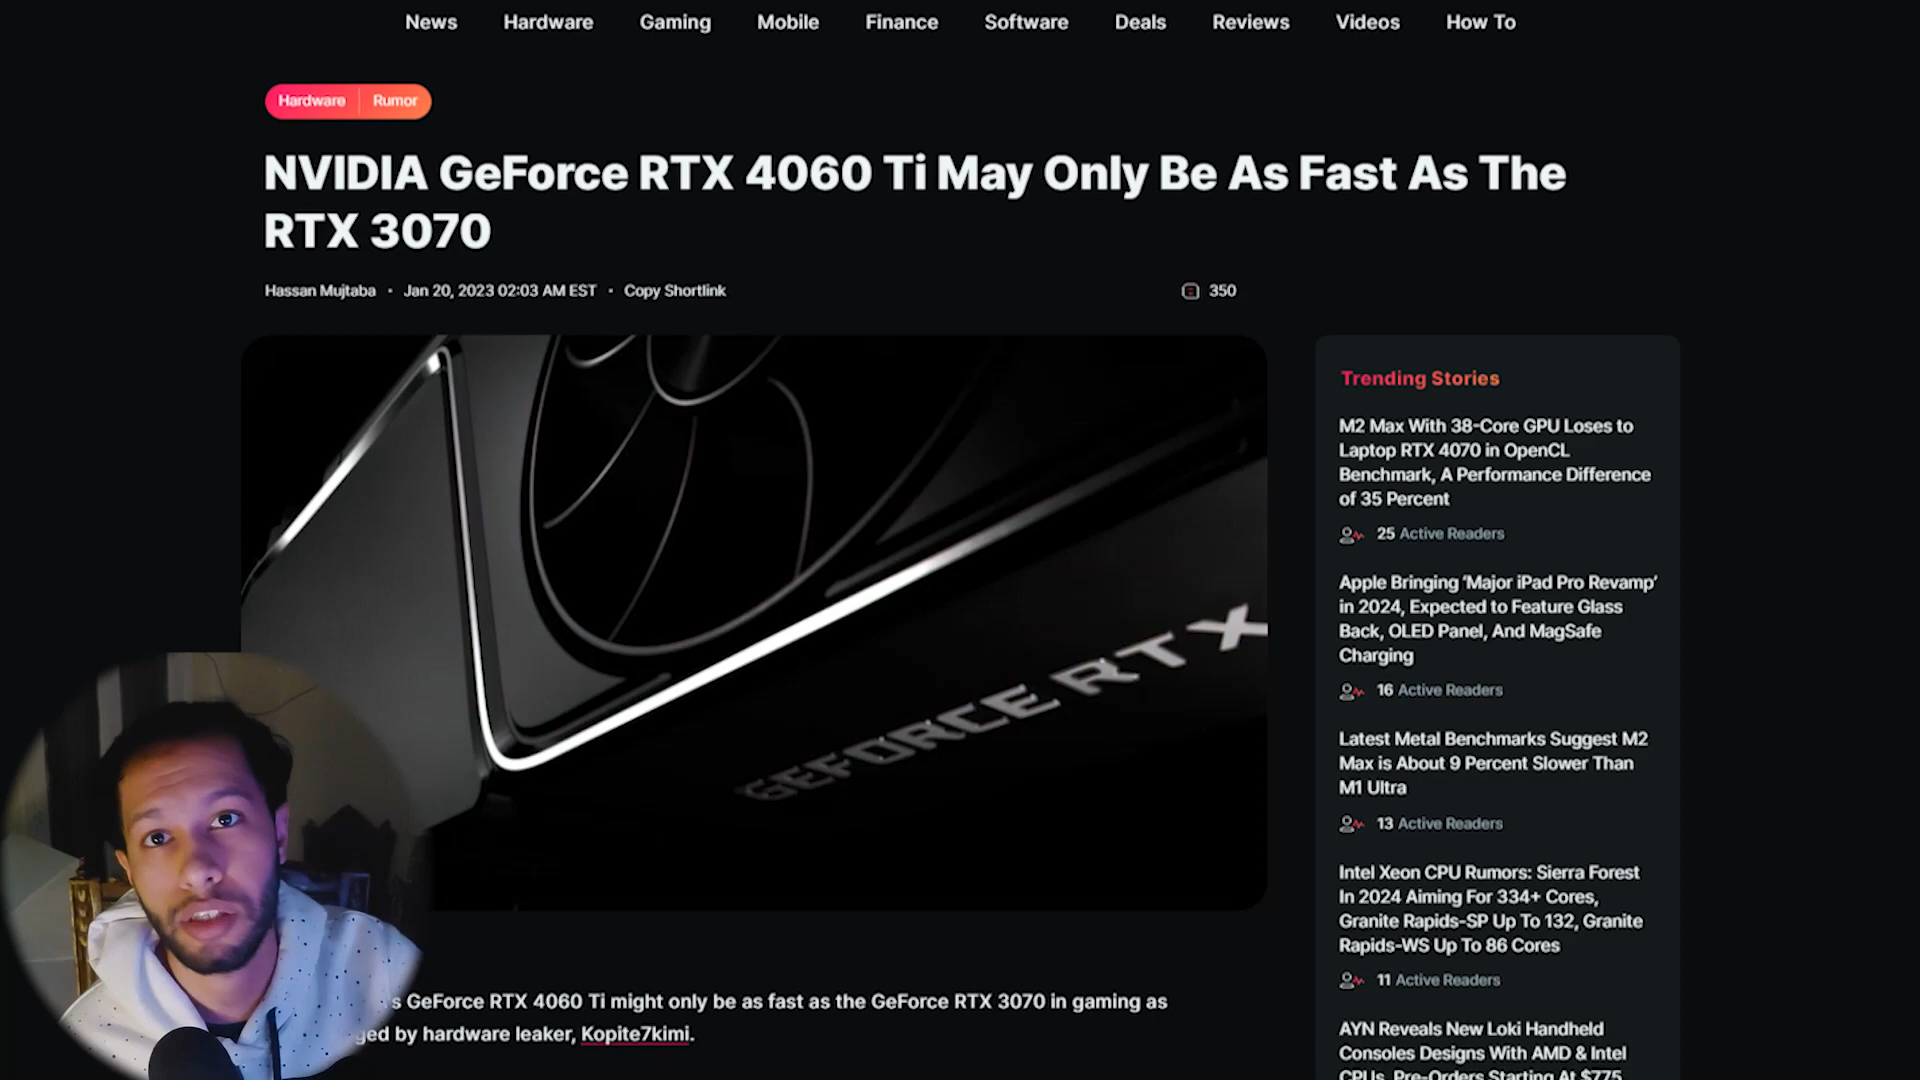 News Hardware Gaming Mobile Finance Software Deals Reviews Videos How To
Hardware Rumor
NVIDIA GeForce RTX 4060 Ti May Only Be As Fast As The
RTX 3070
Hassan Mujtaba • Jan 20, 2023 02:03 AM EST • Copy Shortlink
350
GEFORCE RTX
s GeForce RTX 4060 Ti might only be as fast as the GeForce RTX 3070 in gaming as
ged by hardware leaker, Kopite7kimi.
Trending Stories
M2 Max With 38-Core GPU Loses to
Laptop RTX 4070 in OpenCL
Benchmark, A Performance Difference
of 35 Percent
25 Active Readers
Apple Bringing ‘Major iPad Pro Revamp’
in 2024, Expected to Feature Glass
Back, OLED Panel, And MagSafe
Charging
16 Active Readers
Latest Metal Benchmarks Suggest M2
Max is About 9 Percent Slower Than
M1 Ultra
13 Active Readers
Intel Xeon CPU Rumors: Sierra Forest
In 2024 Aiming For 334+ Cores,
Granite Rapids-SP Up To 132, Granite
Rapids-WS Up To 86 Cores
11 Active Readers
AYN Reveals New Loki Handheld
Consoles Designs With AMD & Intel
CPUs, Pre-Orders Starting At $775